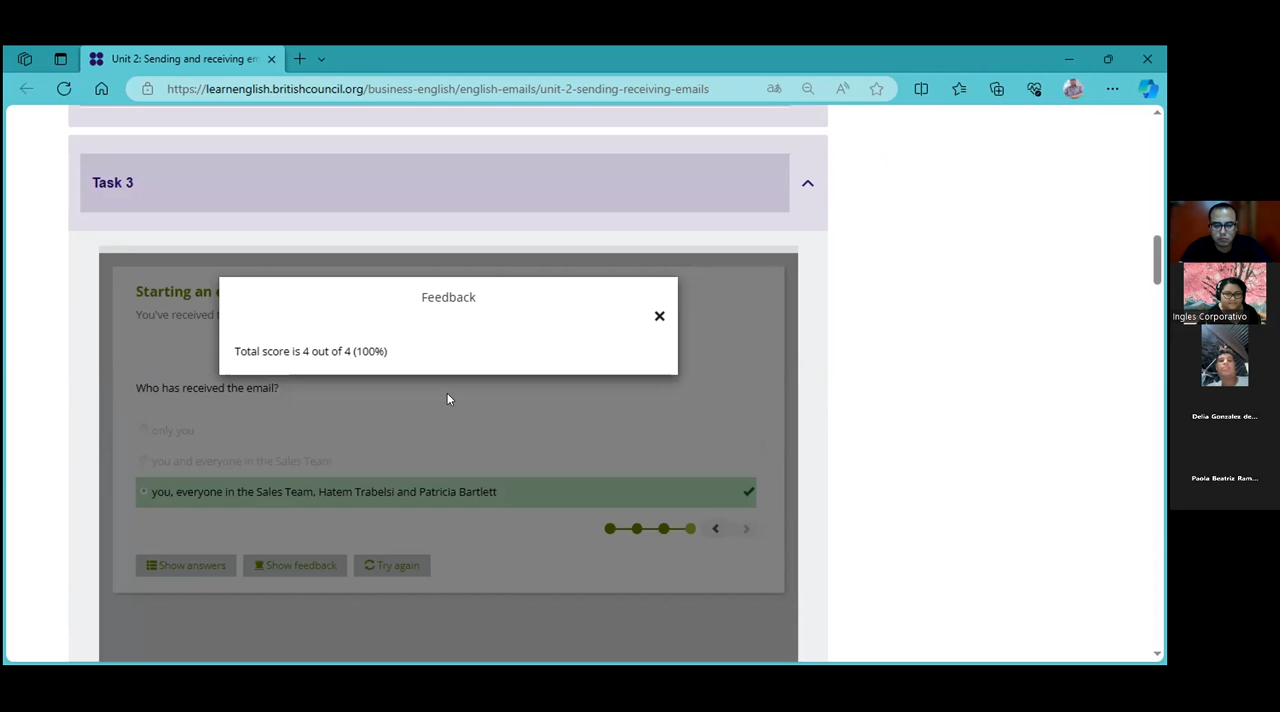 Unit 2: Sending and receiving em
https://learnenglish.britishcouncil.org/business-english/english-emails/unit-2-sending-receiving-emails
Task 3
Feedback
Starting an e
You've received t
Total score is 4 out of 4 (100%)
Who has received the email?
only you
you and everyone in the Sales Team
you, everyone in the Sales Team, Hatem Trabelsi and Patricia Bartlett
Show answers
Show feedback
Try again
Ingles Corporativo
Delia Gonzalez de...
Paola Beatriz Ram...